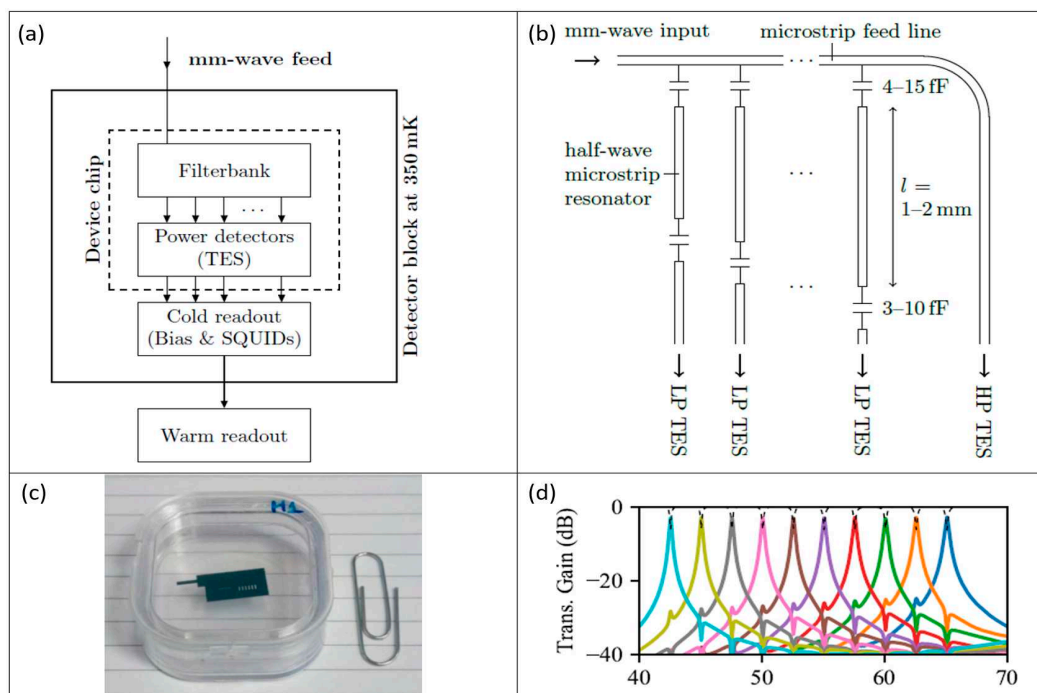 (a)
mm-wave feed
Device chip
Filterbank
...
Power detectors
(TES)
Cold readout
(Bias & SQUIDs)
Detector block at 350 mK
Warm readout
(b)
mm-wave input
microstrip feed line
...
4–15 fF
half-wave
microstrip
resonator
...
l =
1–2 mm
...
3–10 fF
LP TES
LP TES
LP TES
HP TES
(c)
H1
(d)
Trans. Gain (dB)
0
−20
−40
40
50
60
70